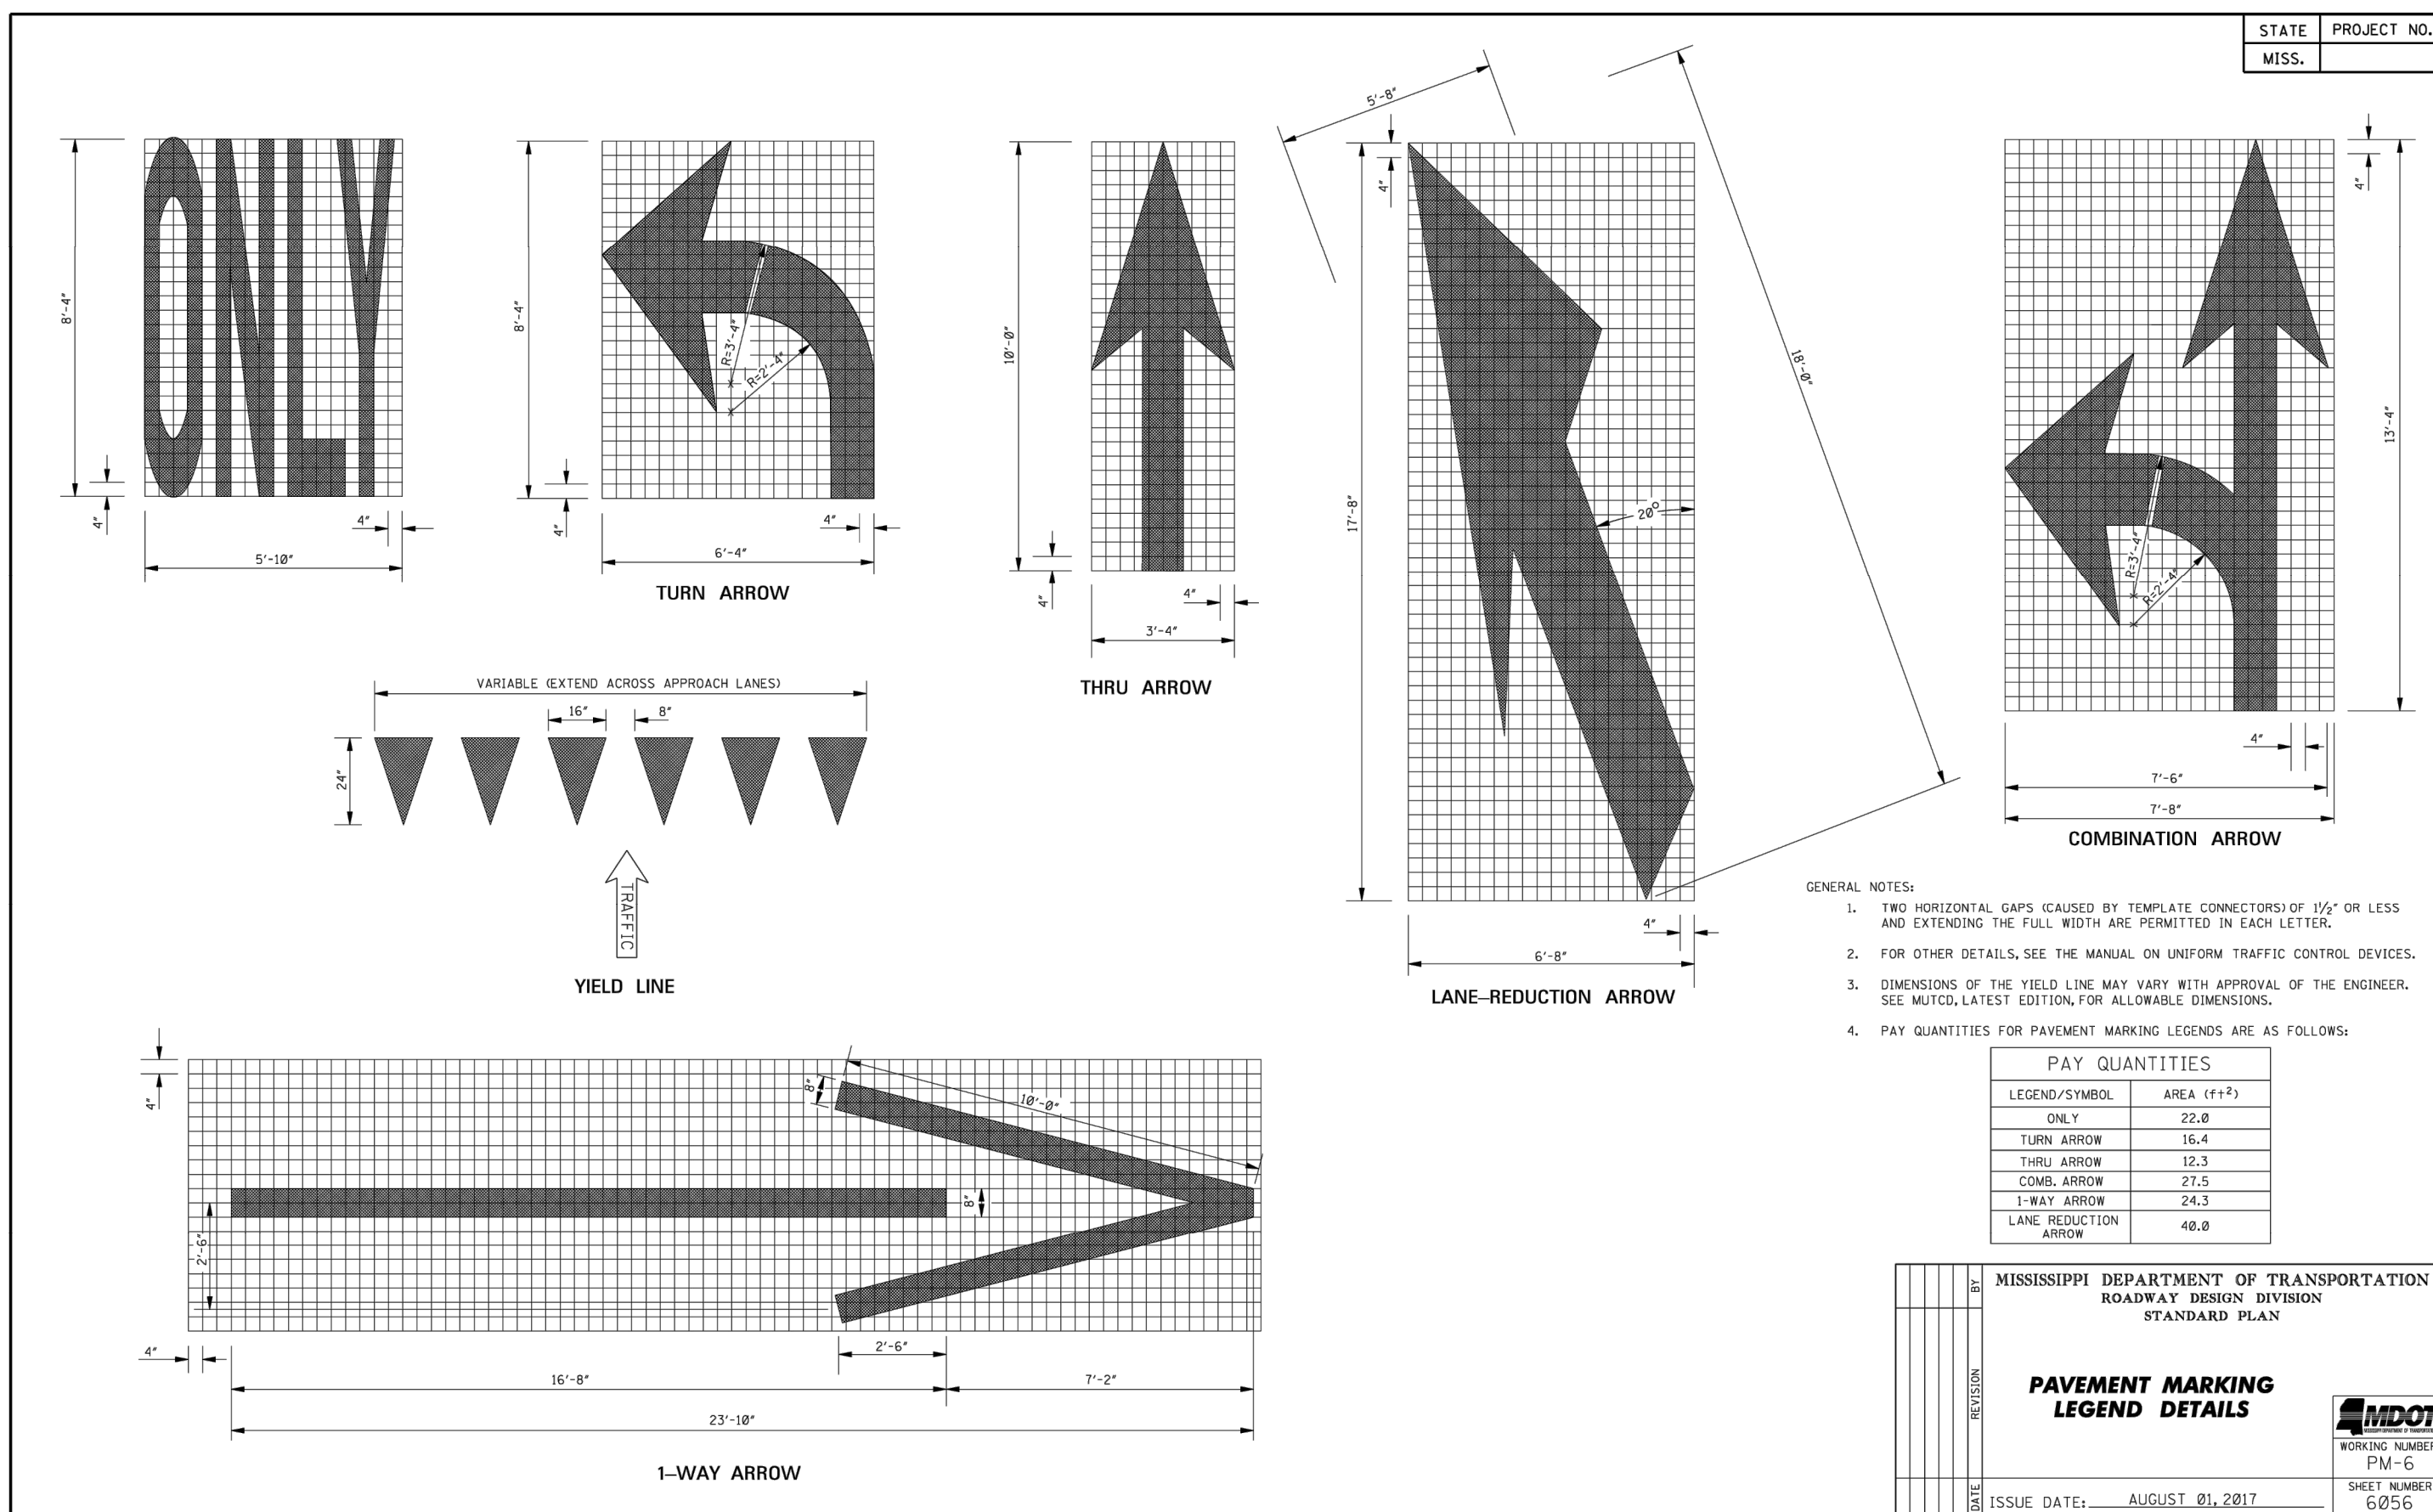 STATE PROJECT NO.
MISS.
8'-4"
4"
4"
5'-10"
8'-4"
R=3'-4"
R=2'-4"
4"
4"
6'-4"
TURN ARROW
10'-0"
4"
4"
3'-4"
THRU ARROW
5'-8"
4"
18'-0"
17'-8"
20°
4"
6'-8"
LANE-REDUCTION ARROW
4"
13'-4"
R=3'-4"
R=2'-4"
4"
7'-6"
7'-8"
COMBINATION ARROW
ONLY
VARIABLE (EXTEND ACROSS APPROACH LANES)
16"
8"
24"
TRAFFIC
YIELD LINE
4"
8"
10'-0"
8"
2'-6"
4"
2'-6"
16'-8"
7'-2"
23'-10"
1-WAY ARROW
GENERAL NOTES:
1. TWO HORIZONTAL GAPS (CAUSED BY TEMPLATE CONNECTORS) OF 1½" OR LESS
AND EXTENDING THE FULL WIDTH ARE PERMITTED IN EACH LETTER.
2. FOR OTHER DETAILS, SEE THE MANUAL ON UNIFORM TRAFFIC CONTROL DEVICES.
3. DIMENSIONS OF THE YIELD LINE MAY VARY WITH APPROVAL OF THE ENGINEER.
SEE MUTCD, LATEST EDITION, FOR ALLOWABLE DIMENSIONS.
4. PAY QUANTITIES FOR PAVEMENT MARKING LEGENDS ARE AS FOLLOWS:
PAY QUANTITIES
LEGEND/SYMBOL AREA (ft²)
ONLY 22.0
TURN ARROW 16.4
THRU ARROW 12.3
COMB. ARROW 27.5
1-WAY ARROW 24.3
LANE REDUCTION
ARROW 40.0
BY
REVISION
DATE
MISSISSIPPI DEPARTMENT OF TRANSPORTATION
ROADWAY DESIGN DIVISION
STANDARD PLAN
PAVEMENT MARKING
LEGEND DETAILS
MDOT
WORKING NUMBER
PM-6
SHEET NUMBER
6056
ISSUE DATE: AUGUST 01, 2017